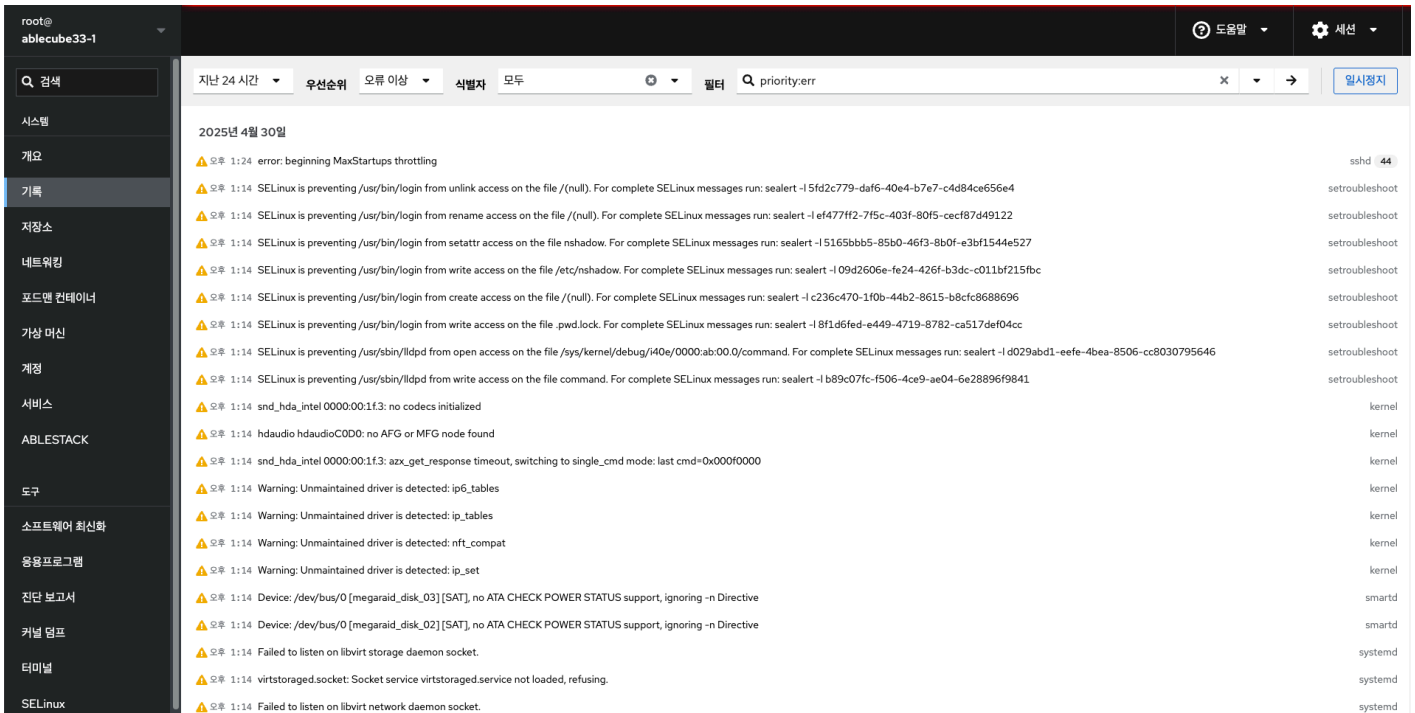 root@
ablecube33-1
도움말
세션
검색
지난 24 시간 우선순위 오류 이상 식별자 모두 필터 priority:err 일시정지
시스템
개요
기록
저장소
네트워킹
포드맨 컨테이너
가상 머신
계정
서비스
ABLESTACK
도구
소프트웨어 최신화
응용프로그램
진단 보고서
커널 덤프
터미널
SELinux
2025년 4월 30일
오후 1:24 error: beginning MaxStartups throttling sshd 44
오후 1:14 SELinux is preventing /usr/bin/login from unlink access on the file /(null). For complete SELinux messages run: sealert -l 5fd2c779-daf6-40e4-b7e7-c4d84ce656e4 setroubleshoot
오후 1:14 SELinux is preventing /usr/bin/login from rename access on the file /(null). For complete SELinux messages run: sealert -l ef477ff2-7f5c-403f-80f5-cecf87d49122 setroubleshoot
오후 1:14 SELinux is preventing /usr/bin/login from setattr access on the file nshadow. For complete SELinux messages run: sealert -l 5165bbb5-85b0-46f3-8b0f-e3bf1544e527 setroubleshoot
오후 1:14 SELinux is preventing /usr/bin/login from write access on the file /etc/nshadow. For complete SELinux messages run: sealert -l 09d2606e-fe24-426f-b3dc-c011bf215fbc setroubleshoot
오후 1:14 SELinux is preventing /usr/bin/login from create access on the file /(null). For complete SELinux messages run: sealert -l c236c470-1f0b-44b2-8615-b8cfc8688696 setroubleshoot
오후 1:14 SELinux is preventing /usr/bin/login from write access on the file .pwd.lock. For complete SELinux messages run: sealert -l 8f1d6fed-e449-4719-8782-ca517def04cc setroubleshoot
오후 1:14 SELinux is preventing /usr/sbin/lldpd from open access on the file /sys/kernel/debug/i40e/0000:ab:00.0/command. For complete SELinux messages run: sealert -l d029abd1-eefe-4bea-8506-cc8030795646 setroubleshoot
오후 1:14 SELinux is preventing /usr/sbin/lldpd from write access on the file command. For complete SELinux messages run: sealert -l b89c07fc-f506-4ce9-ae04-6e28896f9841 setroubleshoot
오후 1:14 snd_hda_intel 0000:00:1f.3: no codecs initialized kernel
오후 1:14 hdaudio hdaudioC0D0: no AFG or MFG node found kernel
오후 1:14 snd_hda_intel 0000:00:1f.3: azx_get_response timeout, switching to single_cmd mode: last cmd=0x000f0000 kernel
오후 1:14 Warning: Unmaintained driver is detected: ip6_tables kernel
오후 1:14 Warning: Unmaintained driver is detected: ip_tables kernel
오후 1:14 Warning: Unmaintained driver is detected: nft_compat kernel
오후 1:14 Warning: Unmaintained driver is detected: ip_set kernel
오후 1:14 Device: /dev/bus/0 [megaraid_disk_03] [SAT], no ATA CHECK POWER STATUS support, ignoring -n Directive smartd
오후 1:14 Device: /dev/bus/0 [megaraid_disk_02] [SAT], no ATA CHECK POWER STATUS support, ignoring -n Directive smartd
오후 1:14 Failed to listen on libvirt storage daemon socket. systemd
오후 1:14 virtstoraged.socket: Socket service virtstoraged.service not loaded, refusing. systemd
오후 1:14 Failed to listen on libvirt network daemon socket. systemd